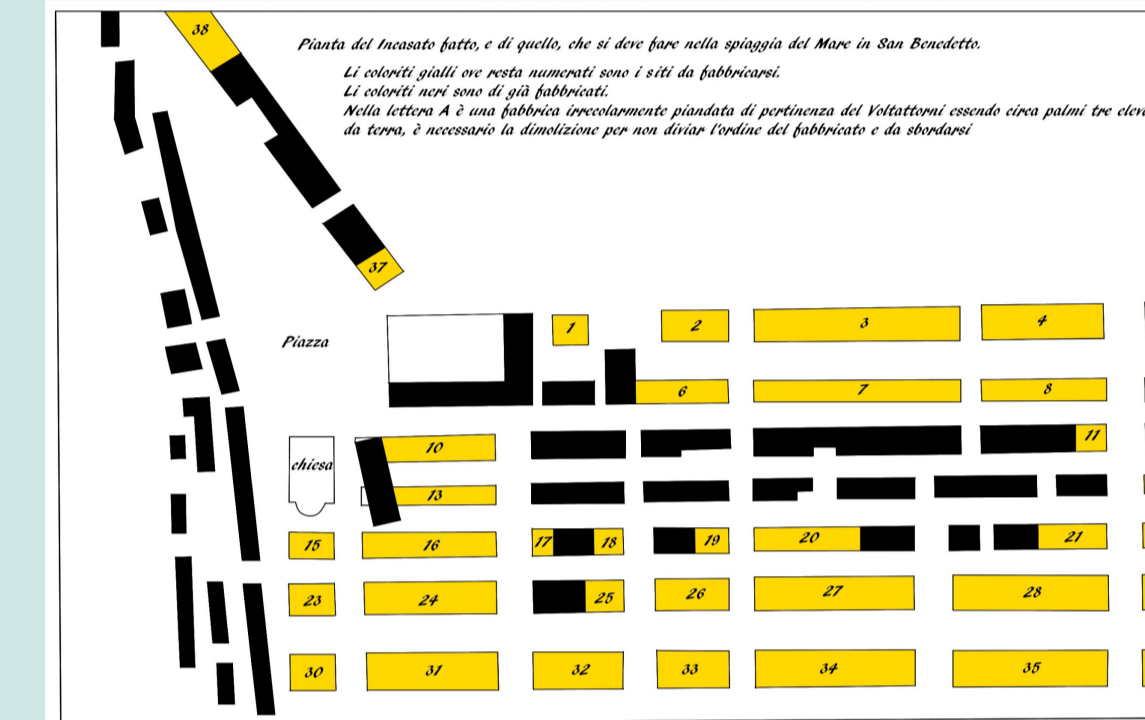 38
Pianta del Incasato fatto, e di quello, che si deve fare nella spiaggia del Mare in San Benedetto.
Li coloriti gialli ove resta numerati sono i siti da fabbricarsi.
Li coloriti neri sono di già fabbricati.
Nella lettera A è una fabbrica irrecolarmente piandata di pertinenza del Voltattorni essendo circa palmi tre
da terra, è necessario la dimolizione per non diviar l'ordine del fabbricato e da sbordarsi
37
Piazza
1 2 3 4
6 7 8
chiesa
10 11
13
15 16 17 18 19 20 21
23 24 25 26 27 28
30 31 32 33 34 35